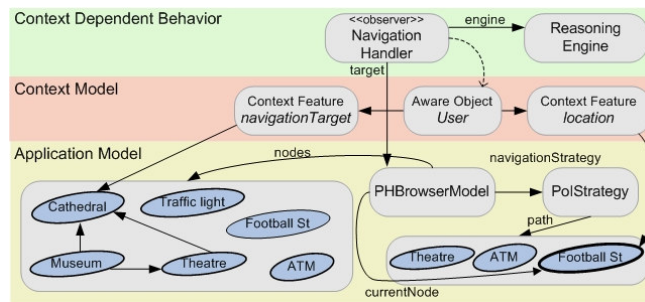 Context Dependent Behavior
<<observer>>
Navigation
Handler
engine
Reasoning
Engine
target
Context Model
Context Feature
navigationTarget
Aware Object
User
Context Feature
location
Application Model
nodes
navigationStrategy
Cathedral
Traffic light
Football St
Museum
Theatre
ATM
PHBrowserModel
PoIStrategy
path
Theatre
ATM
Football St
currentNode